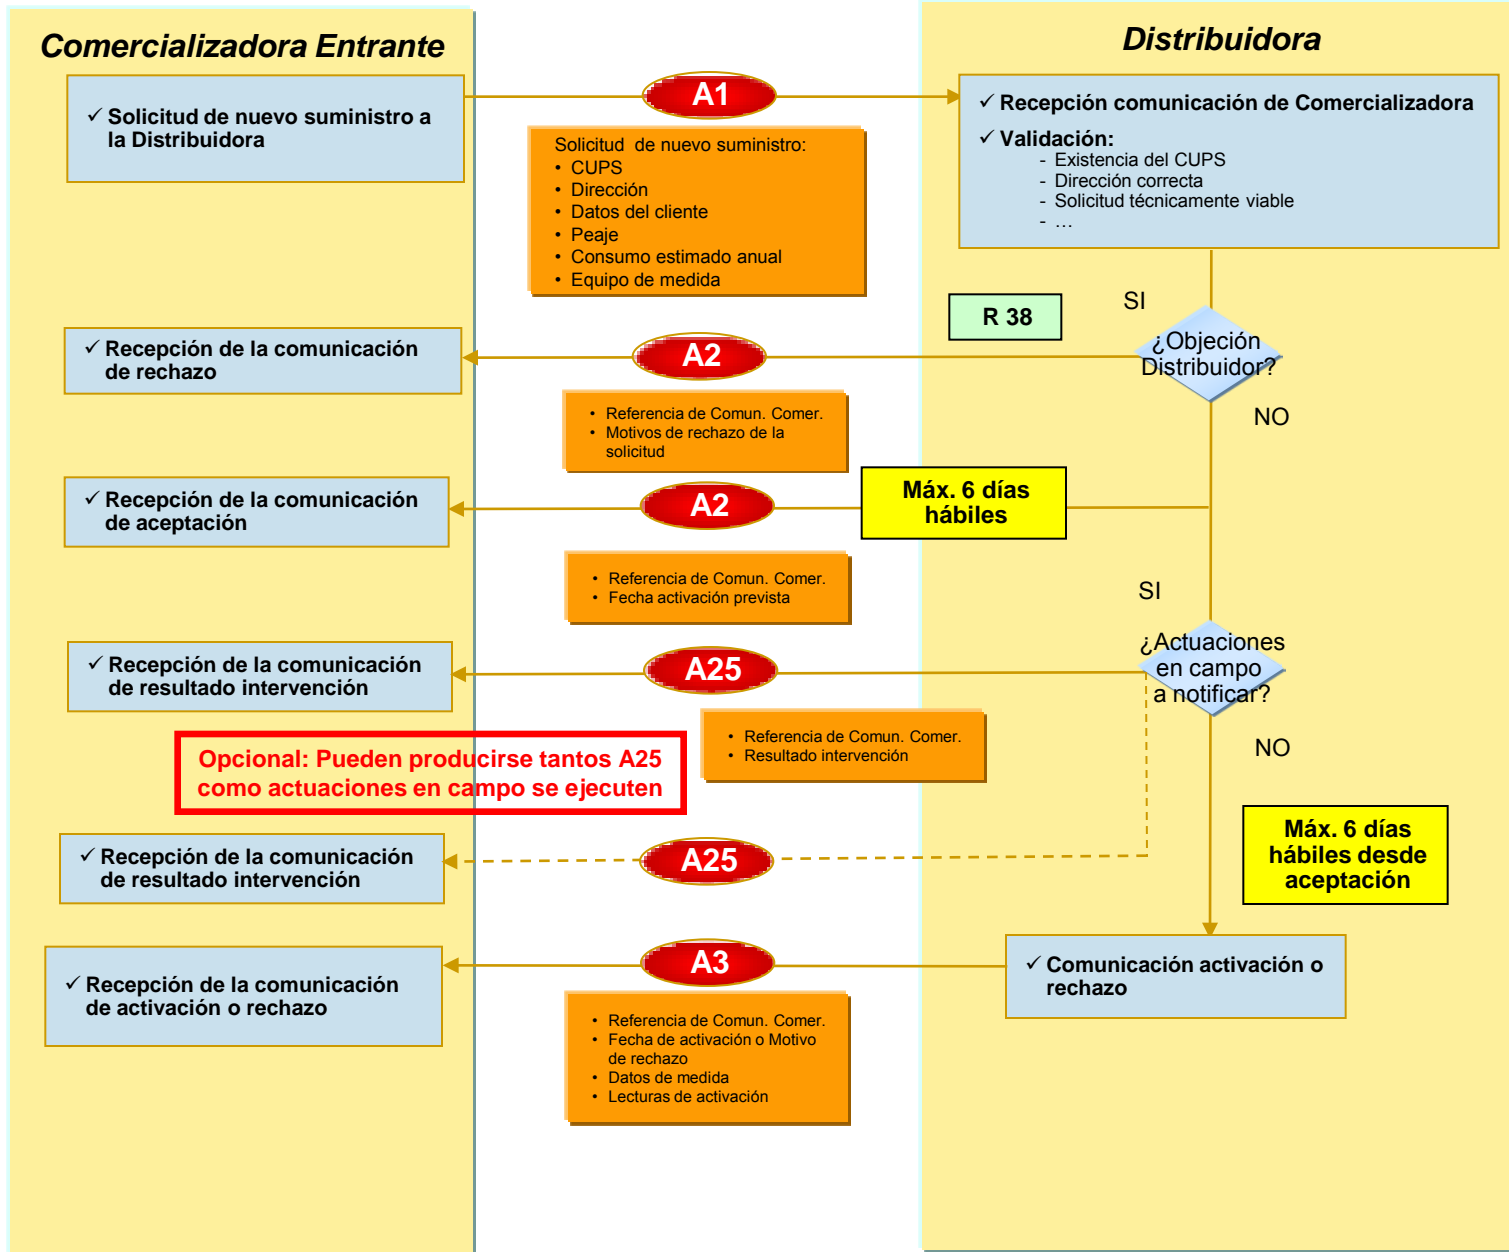 Comercializadora Entrante
Distribuidora
✓ Solicitud de nuevo suministro a
la Distribuidora
A1
Solicitud de nuevo suministro:
• CUPS
• Dirección
• Datos del cliente
• Peaje
• Consumo estimado anual
• Equipo de medida
✓ Recepción comunicación de Comercializadora
✓ Validación:
- Existencia del CUPS
- Dirección correcta
- Solicitud técnicamente viable
- …
R 38
SI
¿Objeción
Distribuidor?
NO
✓ Recepción de la comunicación
de rechazo
A2
• Referencia de Comun. Comer.
• Motivos de rechazo de la
solicitud
✓ Recepción de la comunicación
de aceptación
A2
Máx. 6 días
hábiles
• Referencia de Comun. Comer.
• Fecha activación prevista
SI
¿Actuaciones
en campo
a notificar?
NO
✓ Recepción de la comunicación
de resultado intervención
A25
• Referencia de Comun. Comer.
• Resultado intervención
Opcional: Pueden producirse tantos A25
como actuaciones en campo se ejecuten
✓ Recepción de la comunicación
de resultado intervención
A25
Máx. 6 días
hábiles desde
aceptación
✓ Recepción de la comunicación
de activación o rechazo
A3
✓ Comunicación activación o
rechazo
• Referencia de Comun. Comer.
• Fecha de activación o Motivo
de rechazo
• Datos de medida
• Lecturas de activación